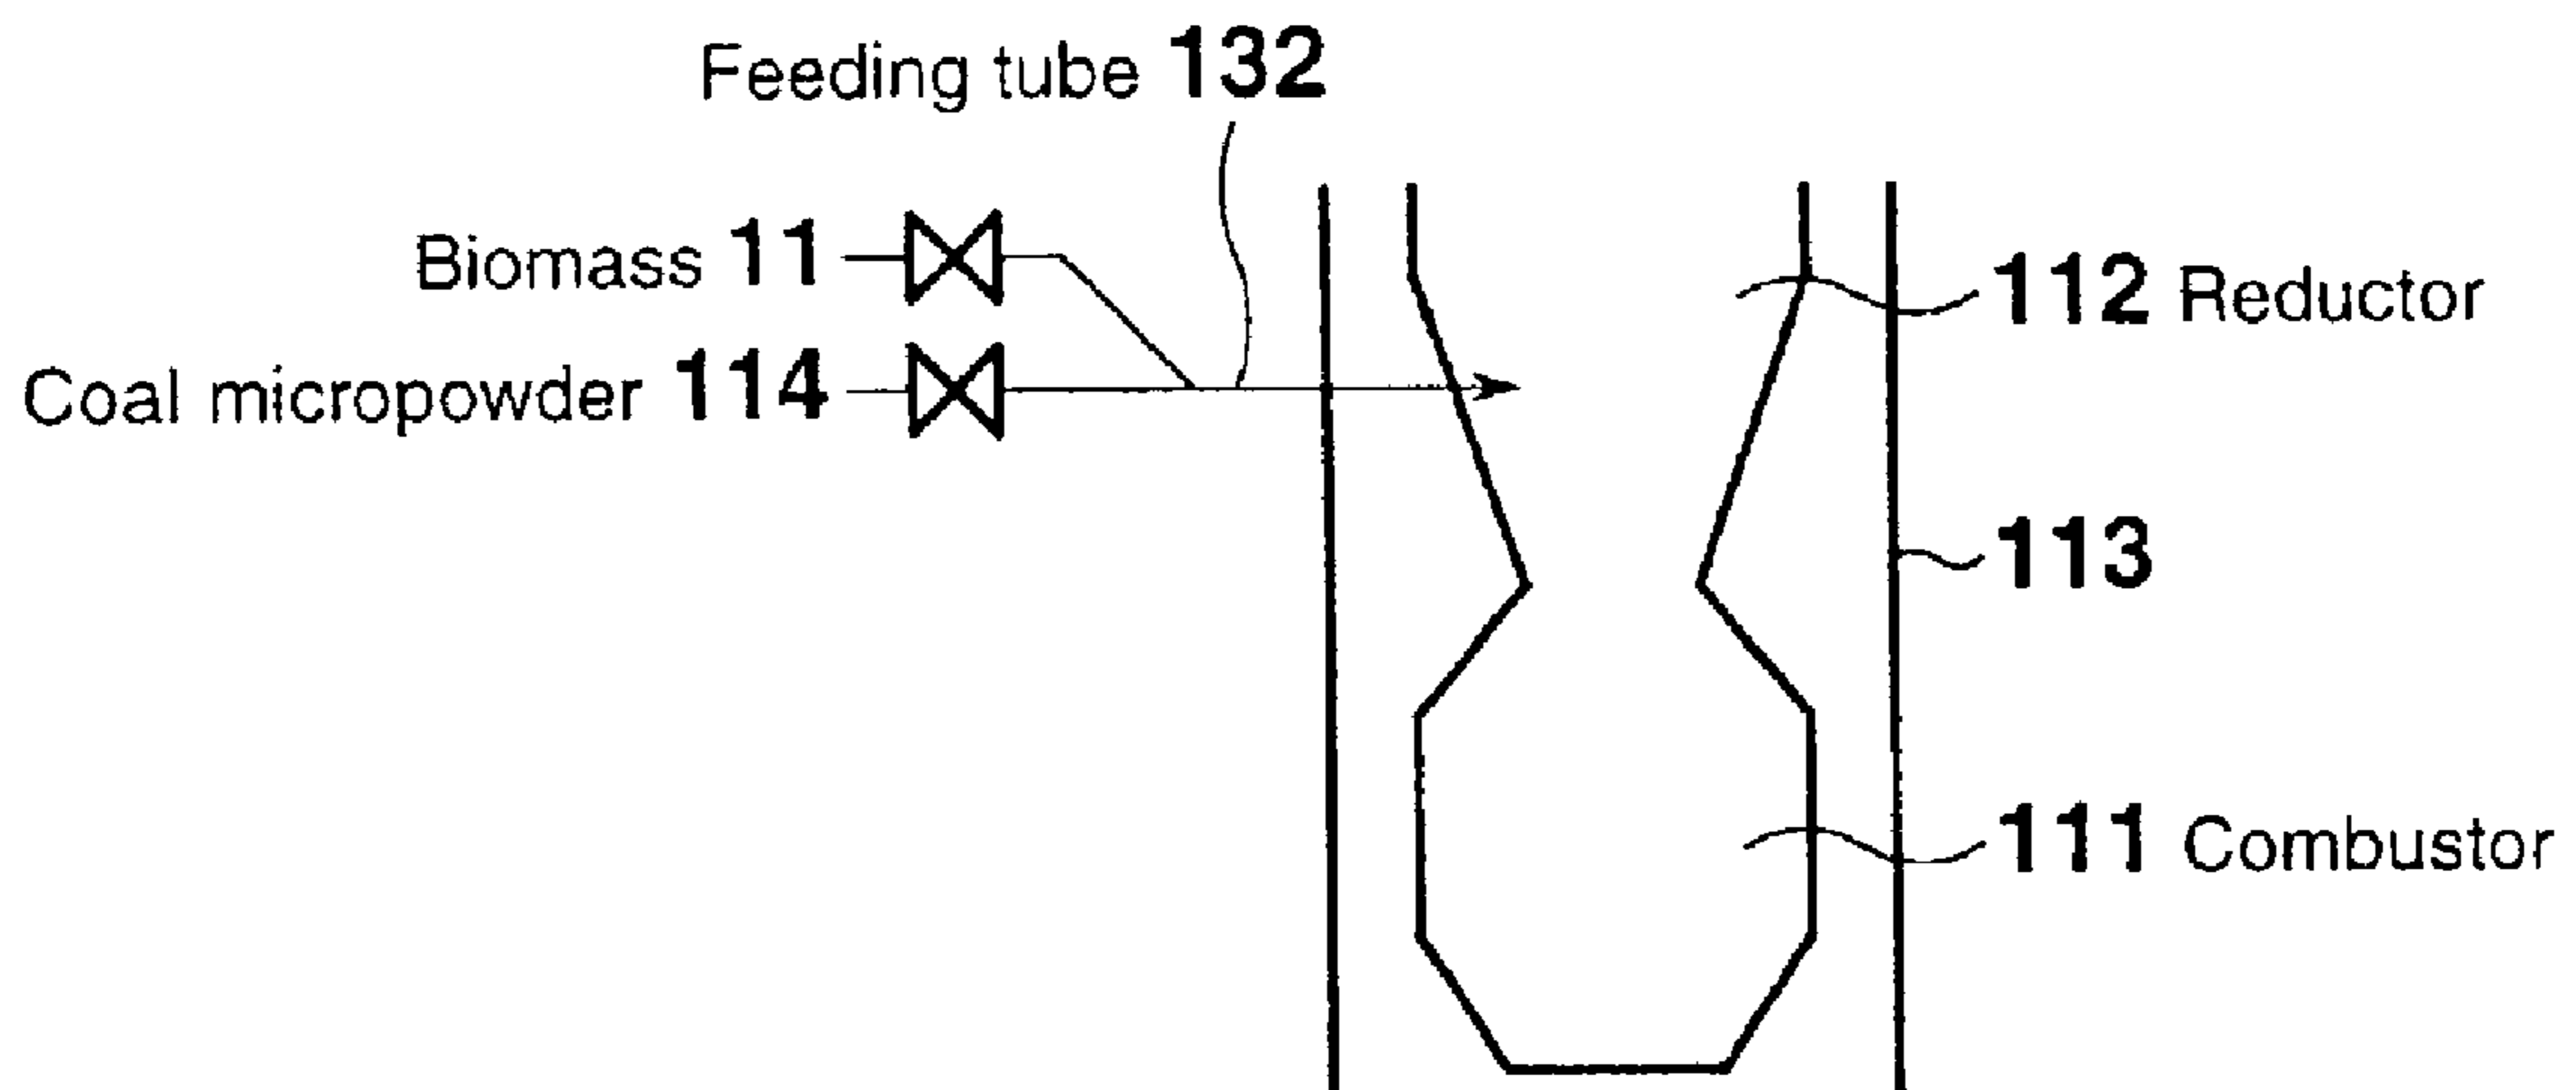 Feeding tube 132
Biomass 11
112 Reductor
Coal micropowder 114
113
111 Combustor